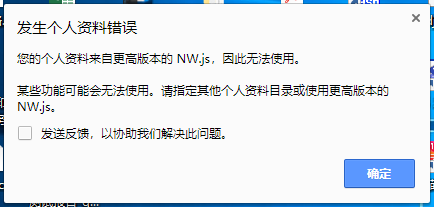 发生个人资料错误
您的个人资料来自更高版本的 NW.js，因此无法使用。
某些功能可能会无法使用。请指定其他个人资料目录或使用更高版本的
NW.js。
发送反馈，以协助我们解决此问题。
确定